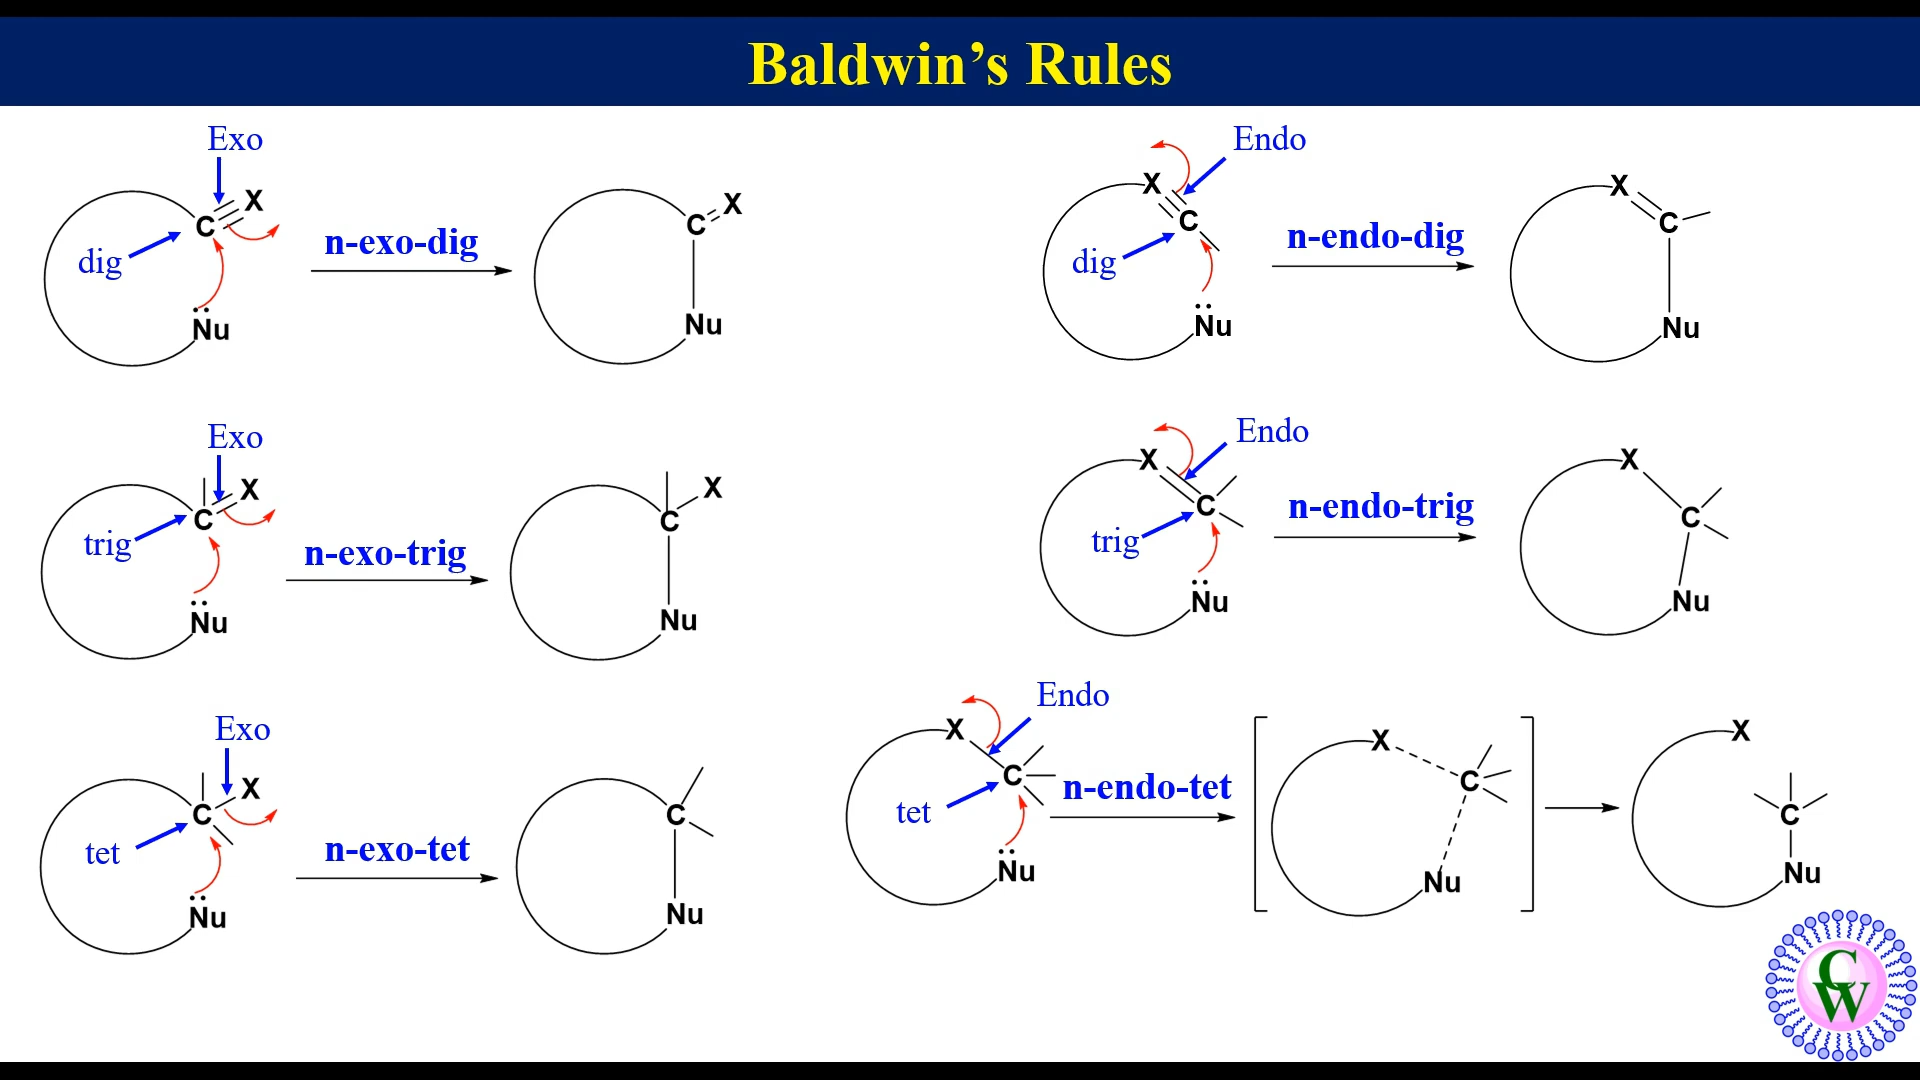 Baldwin's Rules
Exo
C X
dig
Nu
n-exo-dig
C X
Nu
Endo
X
C
dig
Nu
n-endo-dig
X
C
Nu
Exo
C X
trig
Nu
n-exo-trig
C X
Nu
Endo
X
C
trig
Nu
n-endo-trig
X
C
Nu
Exo
C X
tet
Nu
n-exo-tet
C
Nu
Endo
X
C
tet
Nu
n-endo-tet
X
C
Nu
X
C
Nu
CW